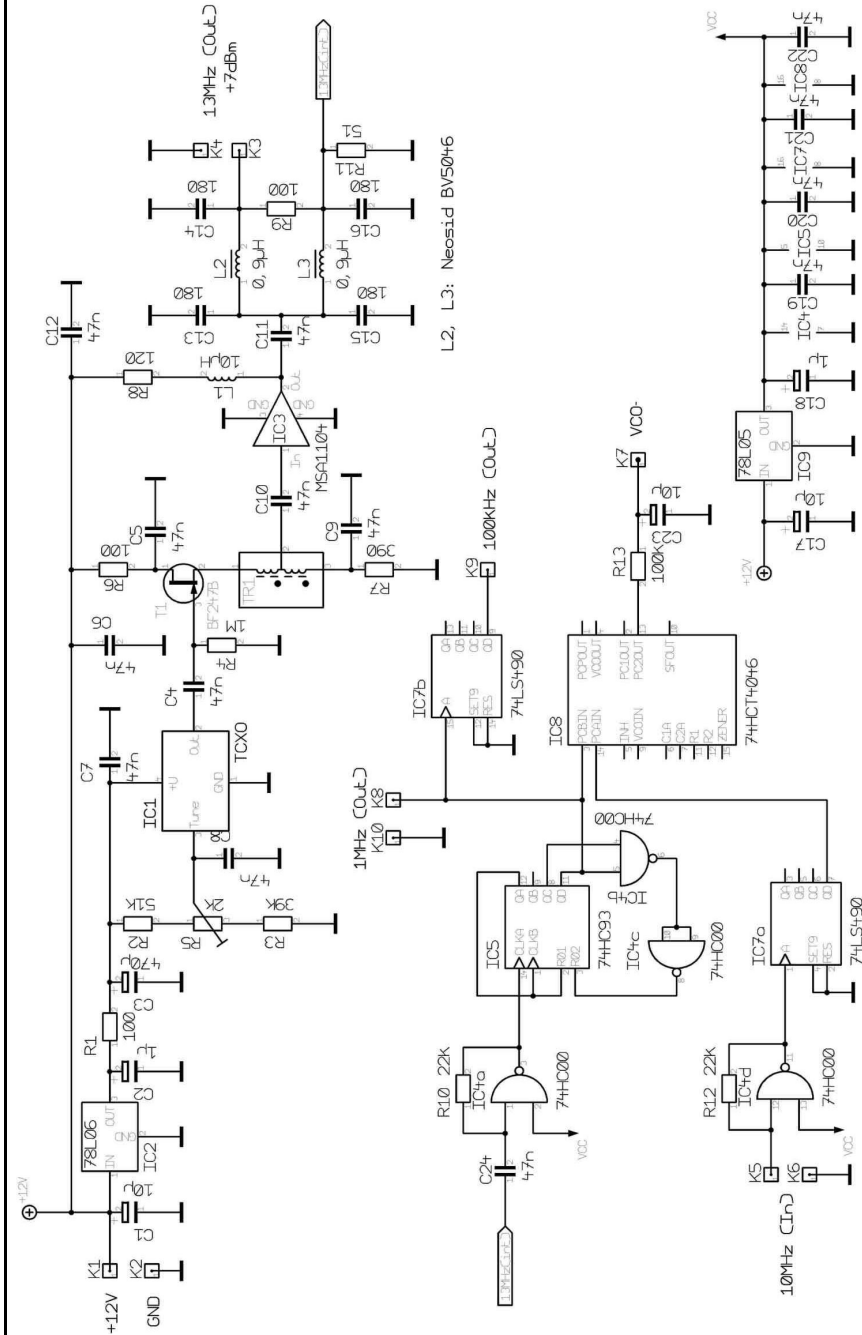 +12V
K1
GND
K2
+12V
C1
10µ
78L06
IN
OUT
GND
IC2
C2
1µ
R1
100
C3
470µ
R2
51K
R5
2K
R3
39K
C8
47n
IC1
Tune
+U
GND
Out
TCXO
C7
47n
C4
47n
C6
47n
R4
1M
T1
BF247B
R6
100
C5
47n
TR1
C9
47n
R7
390
C10
47n
IC3
In
Out
GND
GND
MSA1104
R8
120
L1
10µH
C12
47n
C11
47n
C13
180
C15
180
L2
0,9µH
L3
0,9µH
C14
180
R9
100
C16
180
R11
51
K4
K3
13MHz (Out)
+7dBm
13MHz(int)
L2, L3: Neosid BV5046
13MHz(int)
C24
47n
R10 22K
IC4a
74HC00
VCC
IC5
CLKA
CLKB
R01
R02
QA
QB
QC
QD
74HC93
IC4b
74HC00
IC4c
74HC00
1MHz (Out)
K10
K8
IC7b
A
SET9
RES
QA
QB
QC
QD
74LS490
K9
100KHz (Out)
10MHz (In)
K5
K6
R12 22K
IC4d
74HC00
VCC
IC7a
A
SET9
RES
QA
QB
QC
QD
74LS490
IC8
PCBIN
PCAIN
INH
VCOIN
C1A
C2A
R1
R2
ZENER
PCPOUT
VCOOUT
PC1OUT
PC2OUT
SFOUT
74HCT4046
R13
100K
C23
10µ
K7
VCO-
+12V
C17
10µ
78L05
IN
OUT
GND
IC9
C18
1µ
IC4
C19
47n
IC5
C20
47n
IC7
C21
47n
IC8
C22
47n
VCC